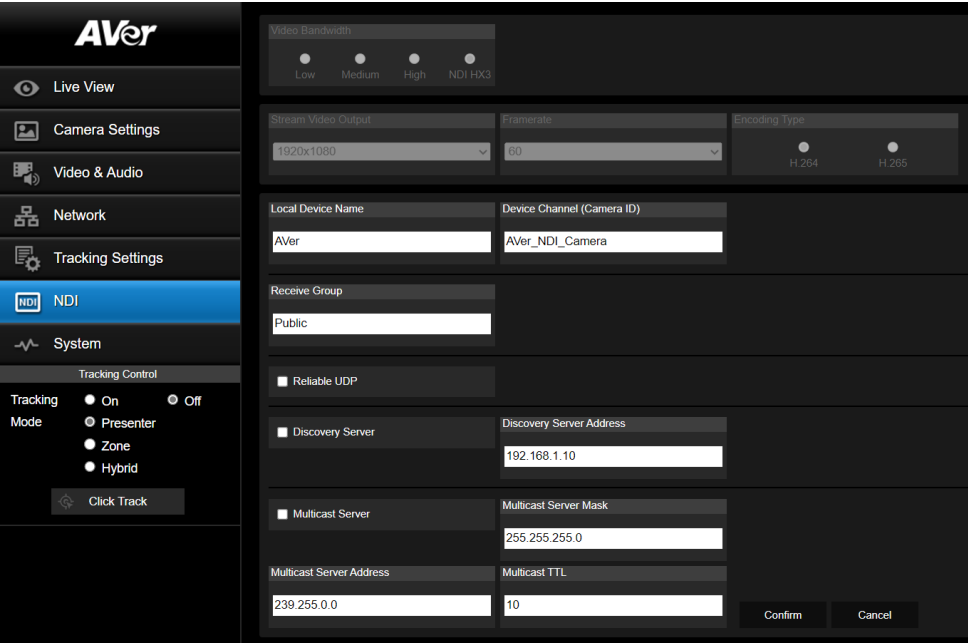 AVer
Live View
Camera Settings
Video & Audio
Network
Tracking Settings
NDI NDI
System
Tracking Control
Tracking On Off
Mode Presenter
Zone
Hybrid
Click Track
Video Bandwidth
Low Medium High NDI HX3
Stream Video Output Framerate Encoding Type
1920x1080 60
H.264 H.265
Local Device Name Device Channel (Camera ID)
AVer AVer_NDI_Camera
Receive Group
Public
Reliable UDP
Discovery Server Discovery Server Address
192.168.1.10
Multicast Server Multicast Server Mask
255.255.255.0
Multicast Server Address Multicast TTL
239.255.0.0 10
Confirm Cancel